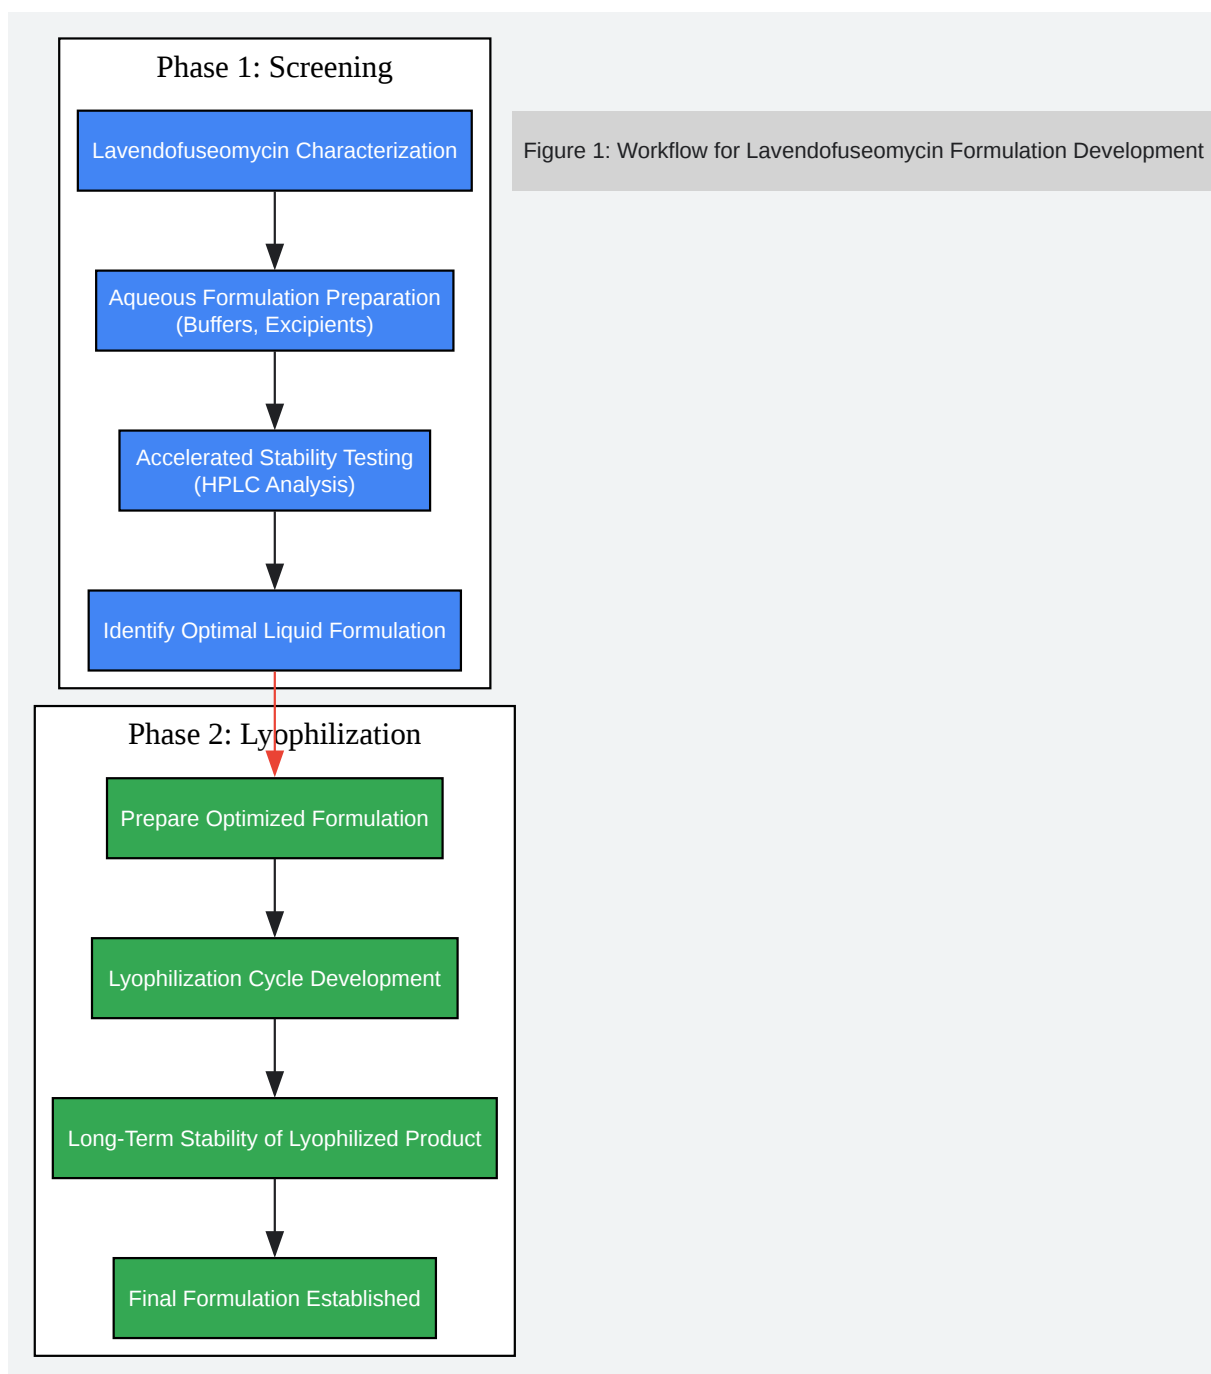 Phase 1: Screening
Lavendofuseomycin Characterization
Figure 1: Workflow for Lavendofuseomycin Formulation Development
Aqueous Formulation Preparation
(Buffers, Excipients)
Accelerated Stability Testing
(HPLC Analysis)
Identify Optimal Liquid Formulation
Phase 2: Lyophilization
Prepare Optimized Formulation
Lyophilization Cycle Development
Long-Term Stability of Lyophilized Product
Final Formulation Established